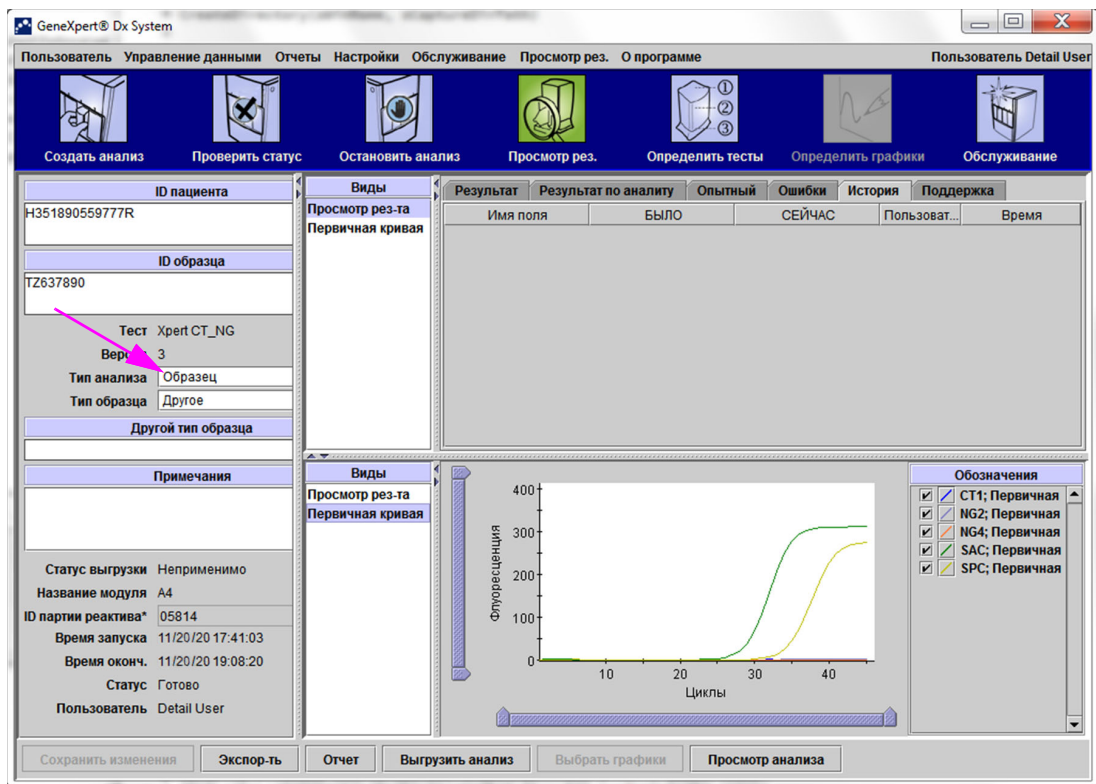 GeneXpert® Dx System
Пользователь Управление данными Отчеты Настройки Обслуживание Просмотр рез. О программе Пользователь Detail User
Создать анализ Проверить статус Остановить анализ Просмотр рез. Определить тесты Определить графики Обслуживание
ID пациента
H351890559777R
ID образца
TZ637890
Тест Xpert CT_NG
3
Тип анализа Образец
Тип образца Другое
Другой тип образца
Примечания
Статус выгрузки Неприменимо
Название модуля A4
ID партии реактива* 05814
Время запуска 11/20/20 17:41:03
Время оконч. 11/20/20 19:08:20
Статус Готово
Пользователь Detail User
Виды
Просмотр рез-та
Первичная кривая
Результат Результат по аналиту Опытный Ошибки История Поддержка
Имя поля БЫЛО СЕЙЧАС Пользоват... Время
Виды
Просмотр рез-та
Первичная кривая
Флуоресценция
400
300
200
100
0
10 20 30 40
Циклы
Обозначения
CT1; Первичная
NG2; Первичная
NG4; Первичная
SAC; Первичная
SPC; Первичная
Сохранить изменения Экспор-ть Отчет Выгрузить анализ Выбрать графики Просмотр анализа